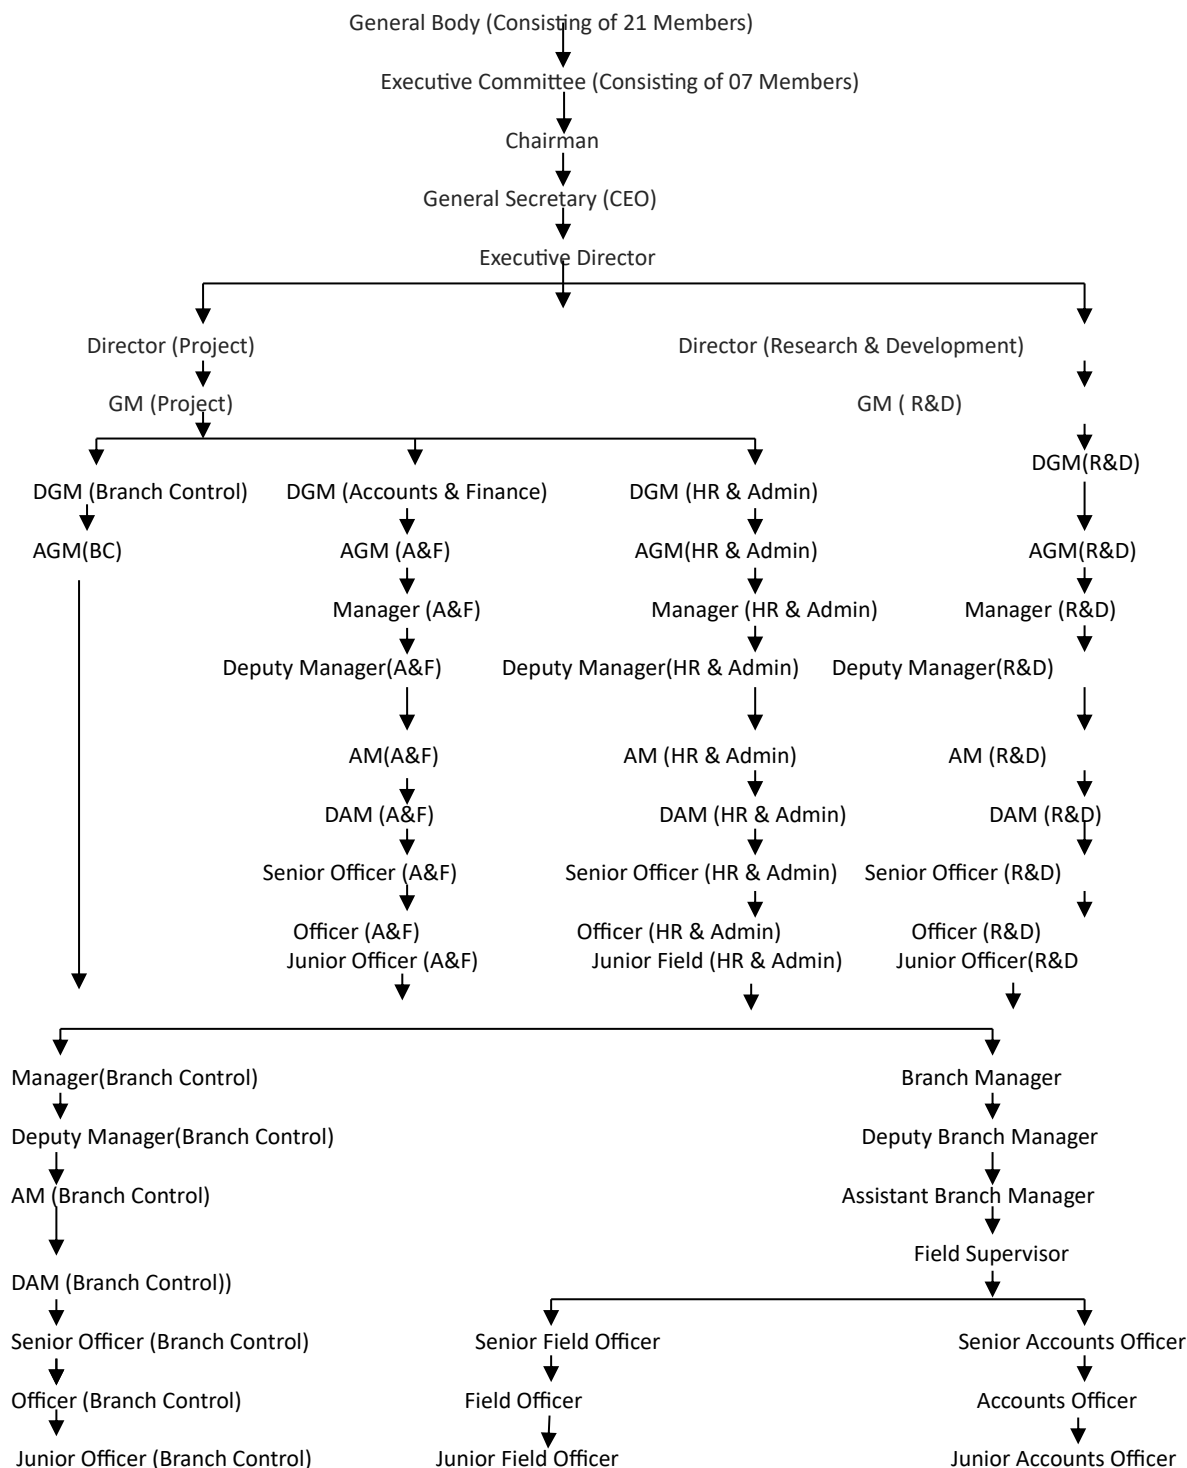 General Body (Consisting of 21 Members)
Executive Committee (Consisting of 07 Members)
Chairman
General Secretary (CEO)
Executive Director
Director (Project) Director (Research & Development)
GM (Project) GM ( R&D)
DGM(R&D)
DGM (Branch Control) DGM (Accounts & Finance) DGM (HR & Admin)
AGM(BC) AGM (A&F) AGM(HR & Admin) AGM(R&D)
Manager (A&F) Manager (HR & Admin) Manager (R&D)
Deputy Manager(A&F) Deputy Manager(HR & Admin) Deputy Manager(R&D)
AM(A&F) AM (HR & Admin) AM (R&D)
DAM (A&F) DAM (HR & Admin) DAM (R&D)
Senior Officer (A&F) Senior Officer (HR & Admin) Senior Officer (R&D)
Officer (A&F) Officer (HR & Admin) Officer (R&D)
Junior Officer (A&F) Junior Field (HR & Admin) Junior Officer(R&D
Manager(Branch Control) Branch Manager
Deputy Manager(Branch Control) Deputy Branch Manager
AM (Branch Control) Assistant Branch Manager
Field Supervisor
DAM (Branch Control))
Senior Officer (Branch Control) Senior Field Officer Senior Accounts Officer
Officer (Branch Control) Field Officer Accounts Officer
Junior Officer (Branch Control) Junior Field Officer Junior Accounts Officer